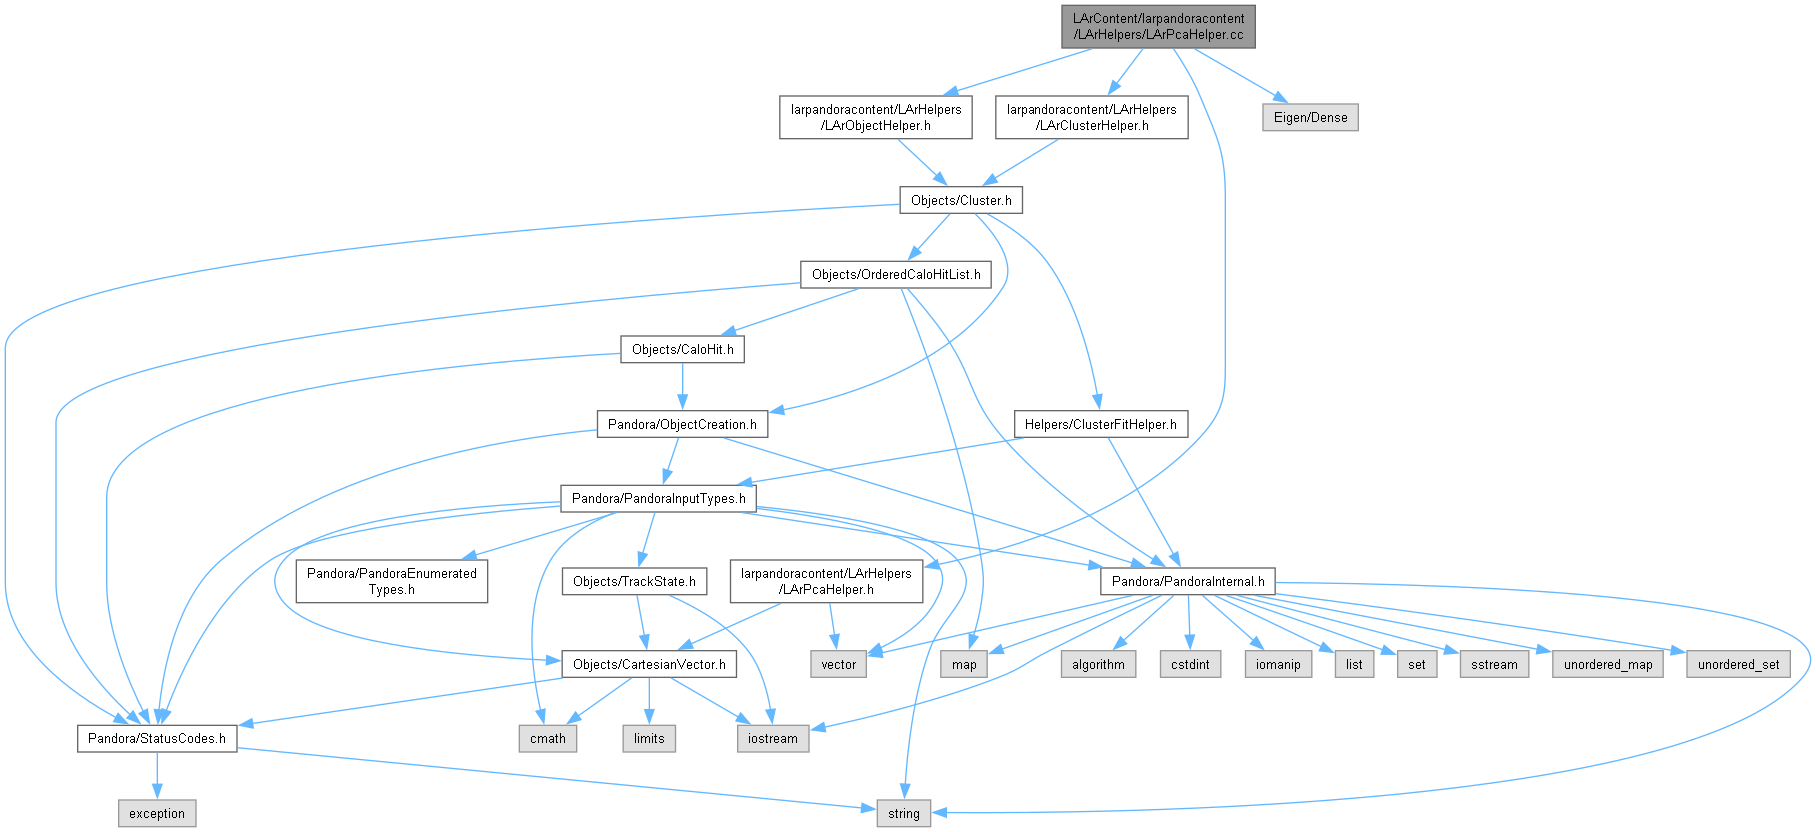 LArContent/larpandoracontent
/LArHelpers/LArPcaHelper.cc
larpandoracontent/LArHelpers
/LArObjectHelper.h
larpandoracontent/LArHelpers
/LArClusterHelper.h
Eigen/Dense
Objects/Cluster.h
Objects/OrderedCaloHitList.h
Objects/CaloHit.h
Pandora/ObjectCreation.h
Helpers/ClusterFitHelper.h
Pandora/PandoraInputTypes.h
Pandora/PandoraEnumerated
Types.h
Objects/TrackState.h
larpandoracontent/LArHelpers
/LArPcaHelper.h
Pandora/PandoraInternal.h
Objects/CartesianVector.h
vector
map
algorithm
cstdint
iomanip
list
set
sstream
unordered_map
unordered_set
Pandora/StatusCodes.h
cmath
limits
iostream
exception
string